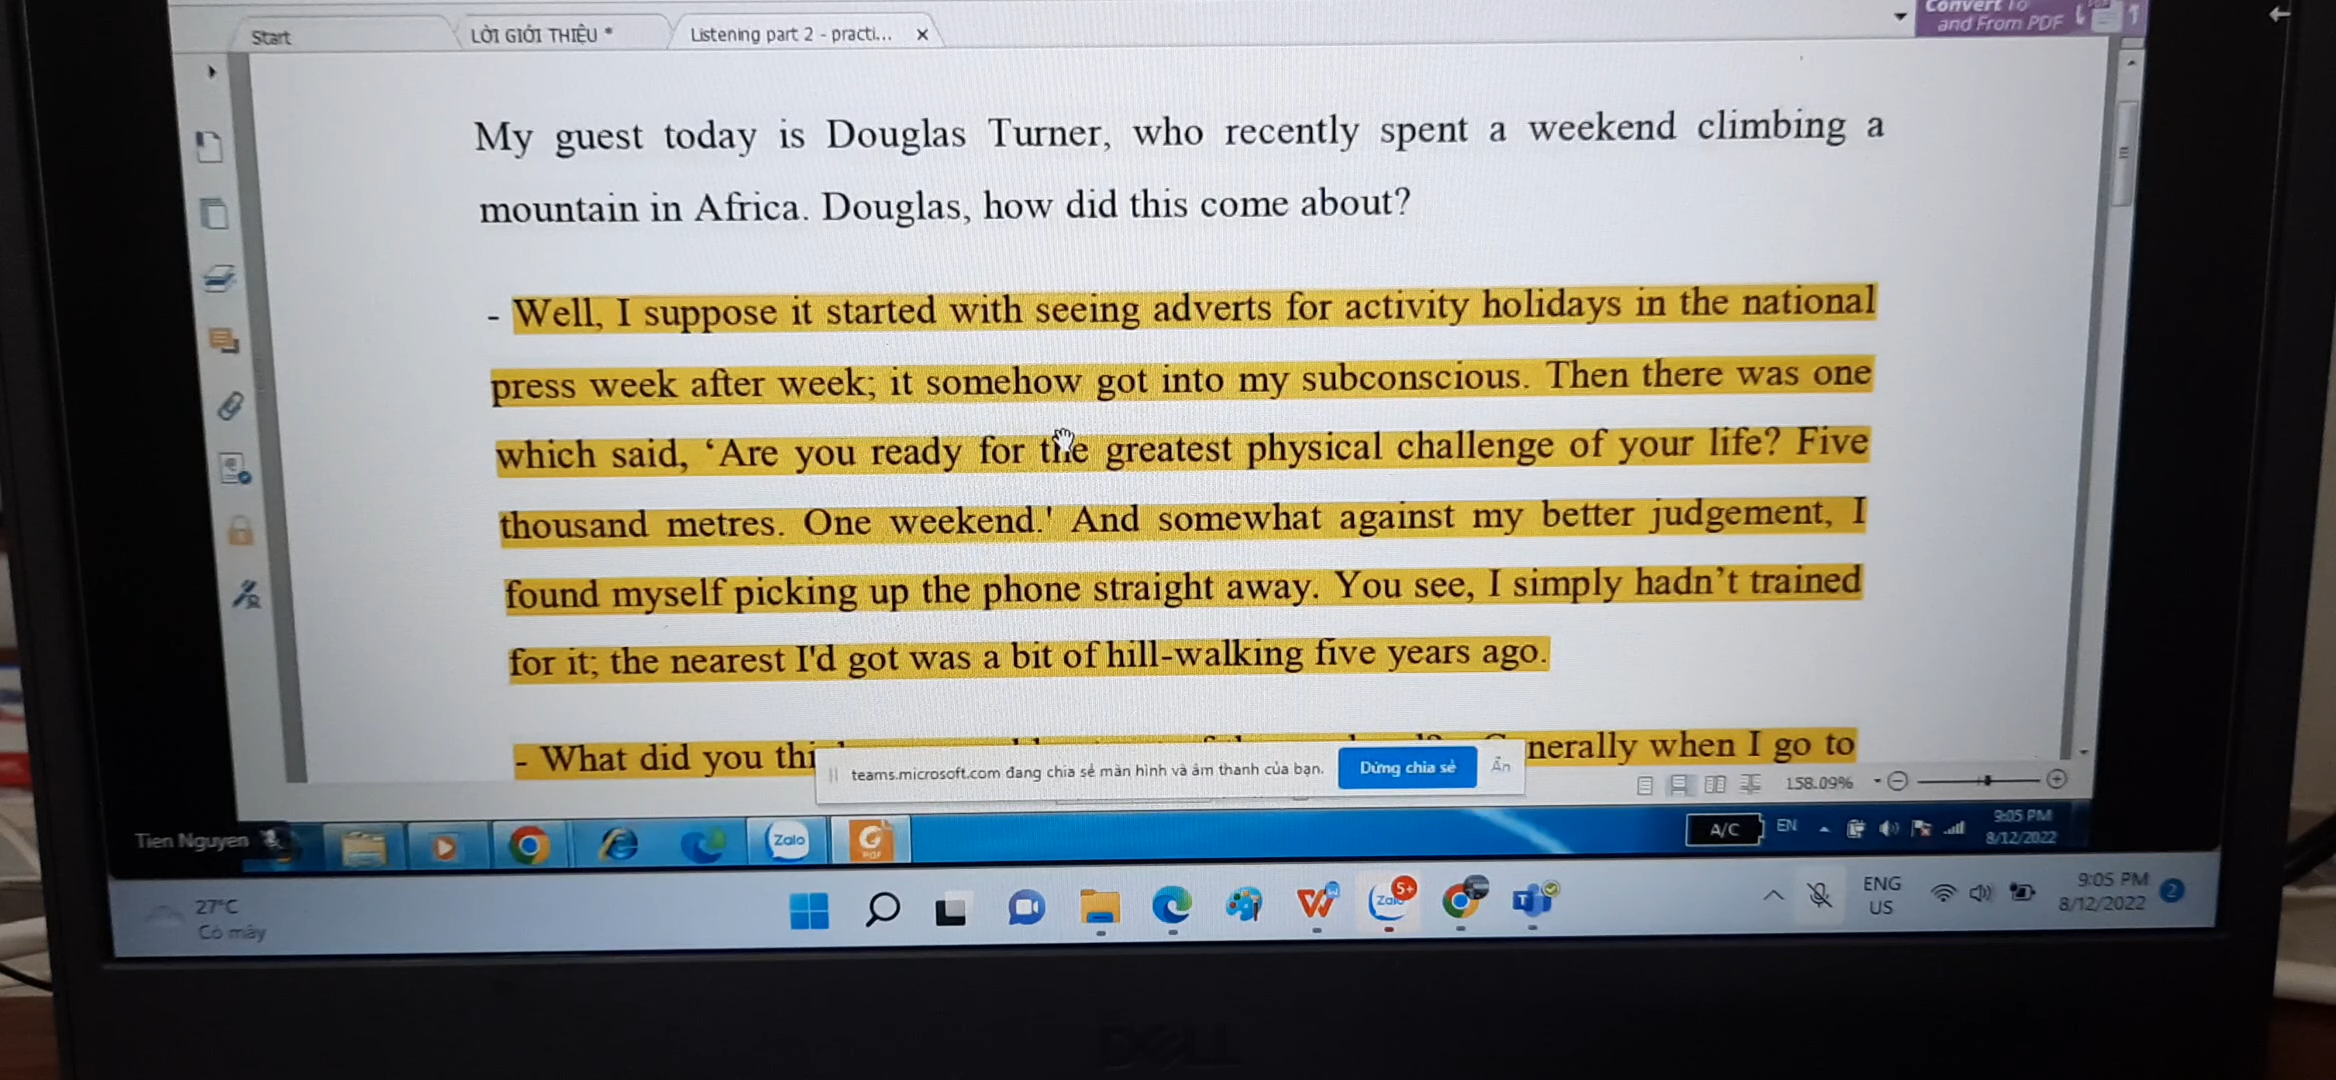 Convert To
and From PDF
Start
LỜI GIỚI THIỆU *
Listening part 2 - practi...
My guest today is Douglas Turner, who recently spent a weekend climbing a
mountain in Africa. Douglas, how did this come about?
- Well, I suppose it started with seeing adverts for activity holidays in the national
press week after week; it somehow got into my subconscious. Then there was one
which said, ‘Are you ready for the greatest physical challenge of your life? Five
thousand metres. One weekend.' And somewhat against my better judgement, I
found myself picking up the phone straight away. You see, I simply hadn’t trained
for it; the nearest I'd got was a bit of hill-walking five years ago.
- What did you thi nerally when I go to
teams.microsoft.com đang chia sẻ màn hình và âm thanh của bạn.
Dừng chia sẻ
Ẩn
158.09%
Tien Nguyen
Zalo
PDF
A/C
EN
9:05 PM
8/12/2022
27°C
Có mây
5+
ENG
US
9:05 PM
8/12/2022
2
DELL